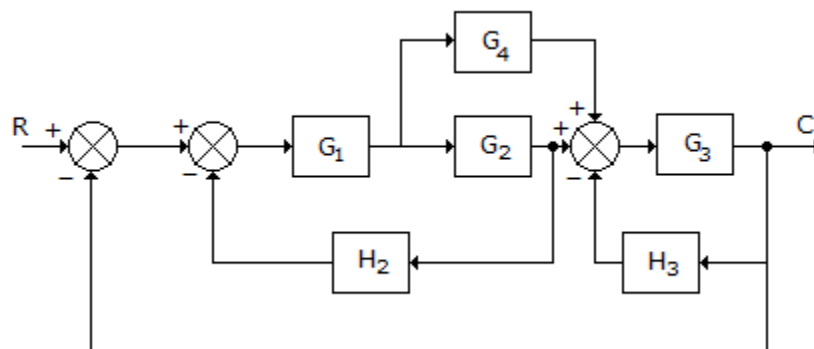 G₄
R + + G₁ G₂ + + G₃ C
− − −
H₂ H₃